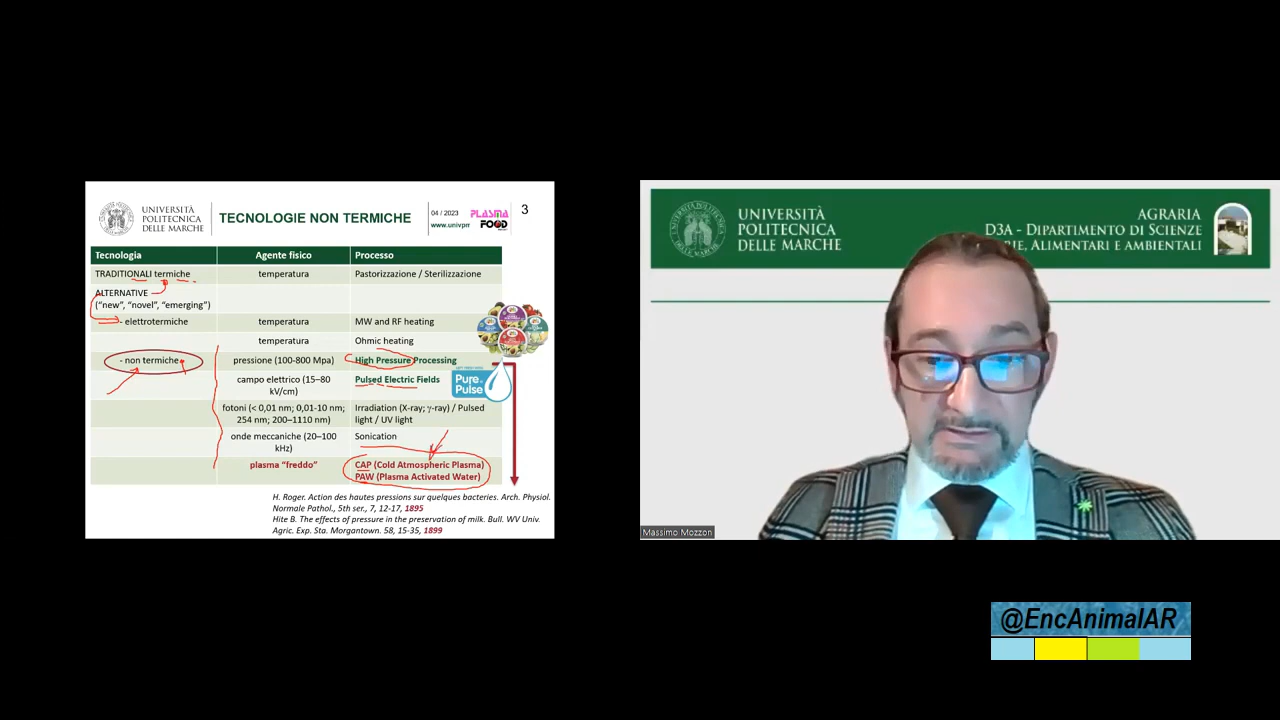 UNIVERSITÀ
POLITECNICA
DELLE MARCHE
TECNOLOGIE NON TERMICHE
04 / 2023
www.univpm
PLASMA
FOOD
3
Tecnologia Agente fisico Processo
TRADITIONALI termiche temperatura Pastorizzazione / Sterilizzazione
ALTERNATIVE
("new", "novel", "emerging")
- elettrotermiche temperatura MW and RF heating
temperatura Ohmic heating
- non termiche pressione (100-800 Mpa) High Pressure Processing
campo elettrico (15–80 Pulsed Electric Fields
kV/cm)
Pure Pulse
fotoni (< 0,01 nm; 0,01-10 nm; Irradiation (X-ray; γ-ray) / Pulsed
254 nm; 200–1110 nm) light / UV light
onde meccaniche (20–100 Sonication
kHz)
plasma "freddo" CAP (Cold Atmospheric Plasma)
PAW (Plasma Activated Water)
H. Roger. Action des hautes pressions sur quelques bacteries. Arch. Physiol.
Normale Pathol., 5th ser., 7, 12-17, 1895
Hite B. The effects of pressure in the preservation of milk. Bull. WV Univ.
Agric. Exp. Sta. Morgantown. 58, 15-35, 1899
UNIVERSITÀ
POLITECNICA
DELLE MARCHE
AGRARIA
D3A - DIPARTIMENTO DI SCIENZE
ALIMENTARI E AMBIENTALI
Massimo Mozzon
@EncAnimalAR